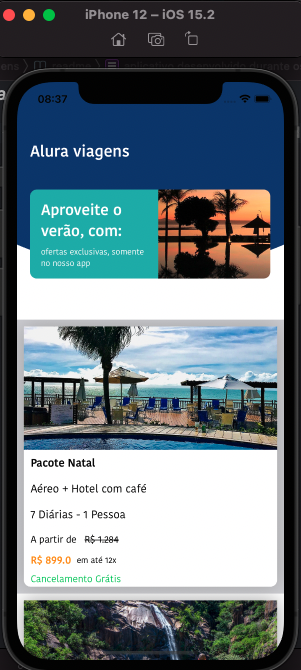 iPhone 12 – iOS 15.2
08:37
Alura viagens
Aproveite o
verão, com:
ofertas exclusivas, somente
no nosso app
Pacote Natal
Aéreo + Hotel com café
7 Diárias - 1 Pessoa
A partir de R$ 1.284
R$ 899.0 em até 12x
Cancelamento Grátis